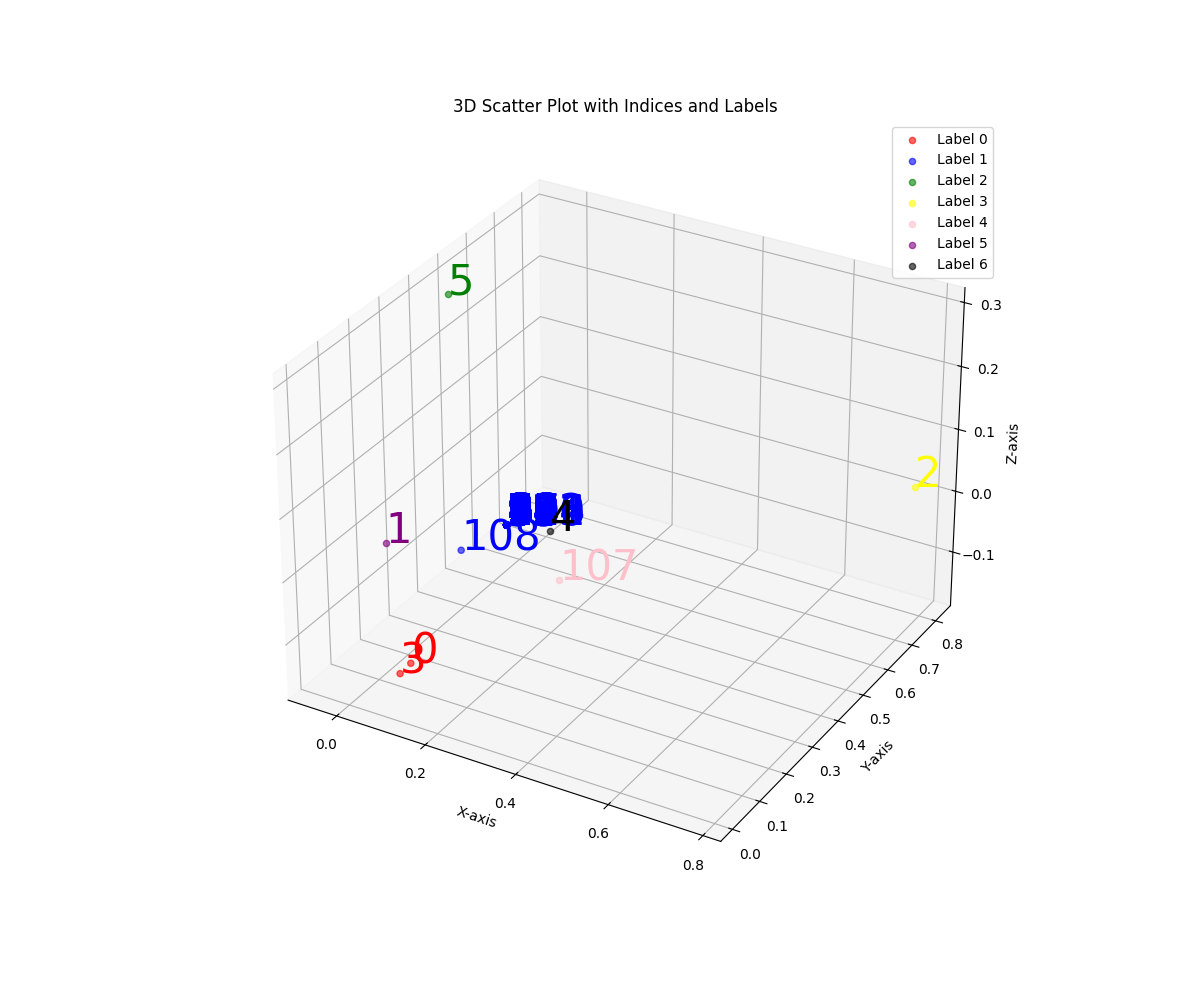 3D Scatter Plot with Indices and Labels
Label 0
Label 1
Label 2
Label 3
Label 4
Label 5
Label 6
5
2
1
108
4
107
0
3
0.3
0.2
0.1
0.0
−0.1
Z-axis
0.8
0.7
0.6
0.5
0.4
0.3
0.2
0.1
0.0
Y-axis
0.0
0.2
0.4
0.6
0.8
X-axis